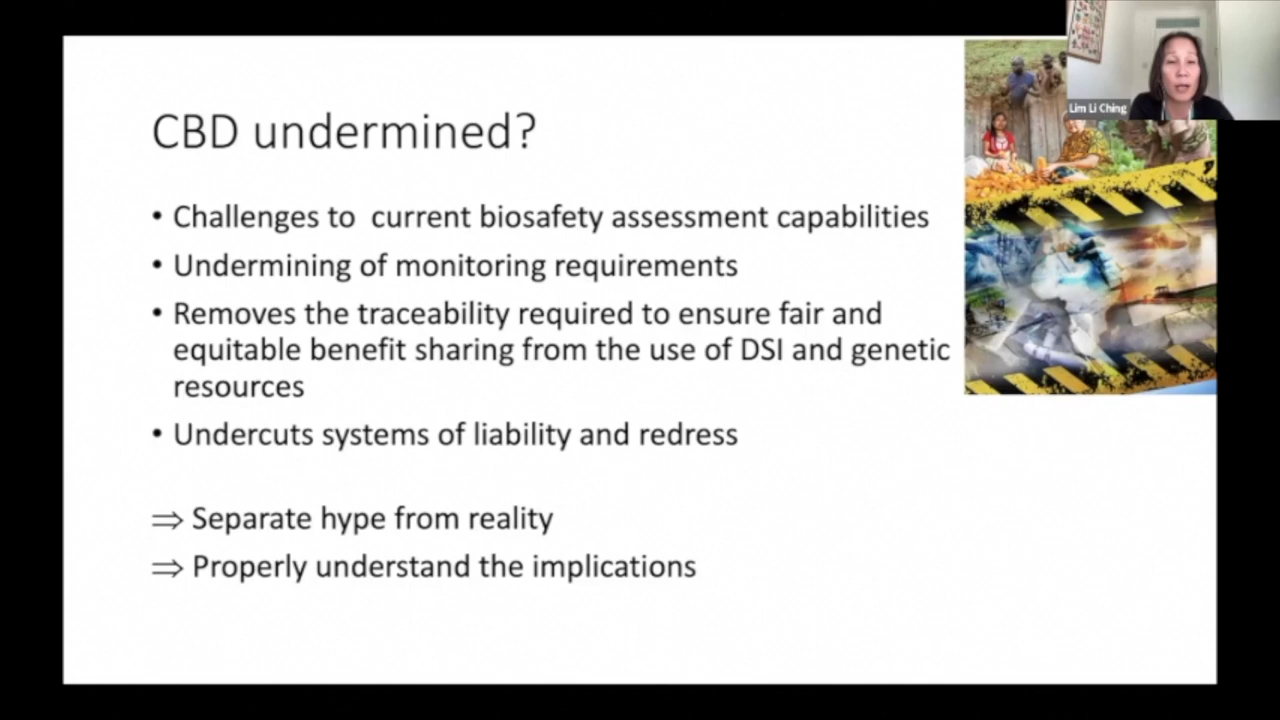 Lim Li Ching
CBD undermined?
• Challenges to  current biosafety assessment capabilities
• Undermining of monitoring requirements
• Removes the traceability required to ensure fair and
equitable benefit sharing from the use of DSI and genetic
resources
• Undercuts systems of liability and redress
⇒ Separate hype from reality
⇒ Properly understand the implications